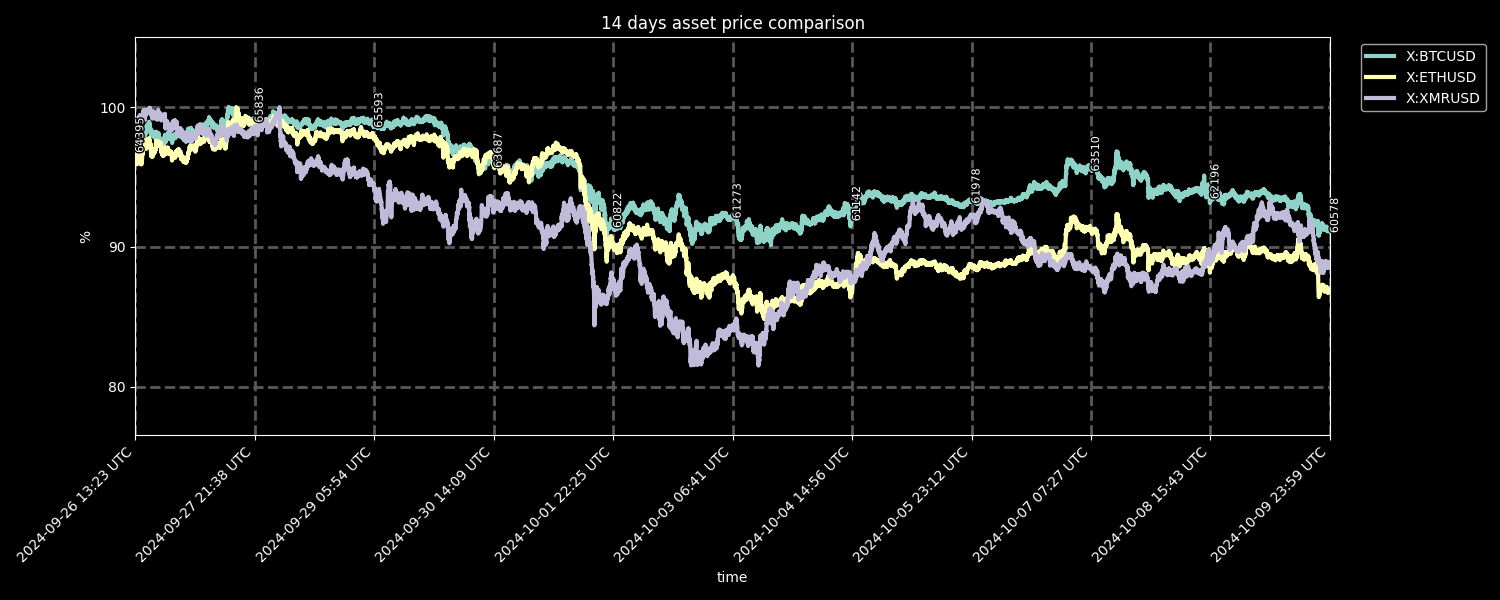 14 days asset price comparison
X:BTCUSD
X:ETHUSD
X:XMRUSD
100
90
80
%
64395
65836
65593
63687
60822
61273
61142
61978
63510
62196
60578
2024-09-26 13:23 UTC
2024-09-27 21:38 UTC
2024-09-29 05:54 UTC
2024-09-30 14:09 UTC
2024-10-01 22:25 UTC
2024-10-03 06:41 UTC
2024-10-04 14:56 UTC
2024-10-05 23:12 UTC
2024-10-07 07:27 UTC
2024-10-08 15:43 UTC
2024-10-09 23:59 UTC
time